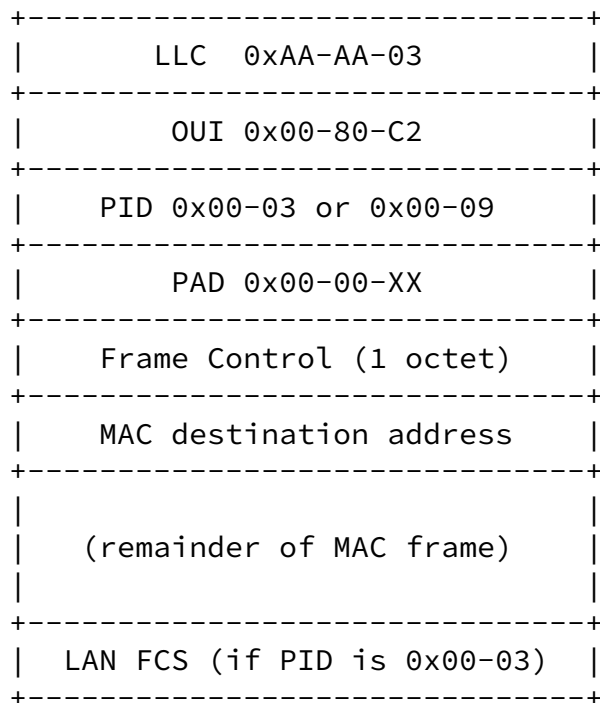 LLC 0xAA-AA-03
OUI 0x00-80-C2
PID 0x00-03 or 0x00-09
PAD 0x00-00-XX
Frame Control (1 octet)
MAC destination address
(remainder of MAC frame)
LAN FCS (if PID is 0x00-03)